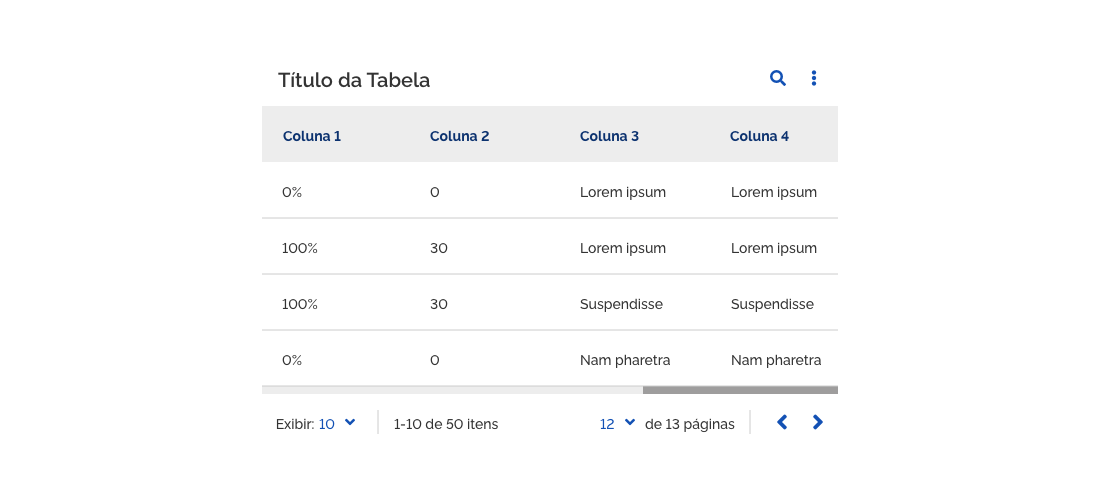 Título da Tabela
Coluna 1 Coluna 2 Coluna 3 Coluna 4
0% 0 Lorem ipsum Lorem ipsum
100% 30 Lorem ipsum Lorem ipsum
100% 30 Suspendisse Suspendisse
0% 0 Nam pharetra Nam pharetra
Exibir: 10 1-10 de 50 itens 12 de 13 páginas